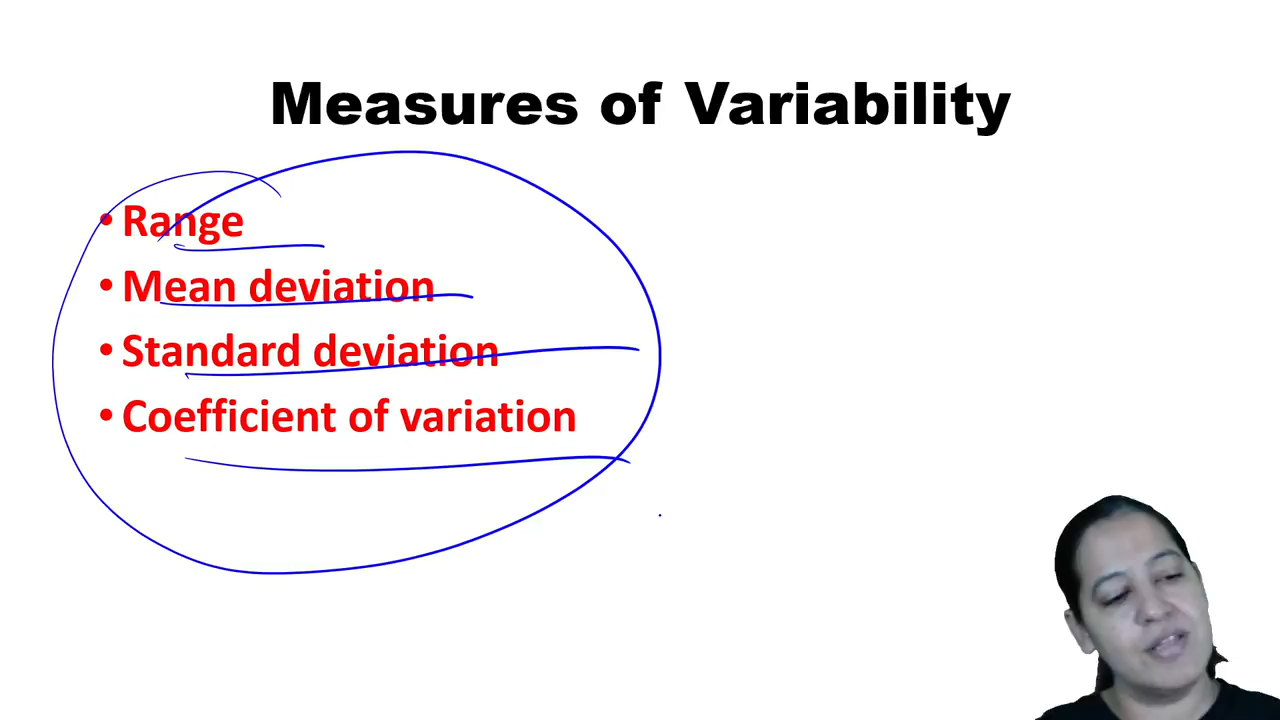 Measures of Variability
• Range
• Mean deviation
• Standard deviation
• Coefficient of variation